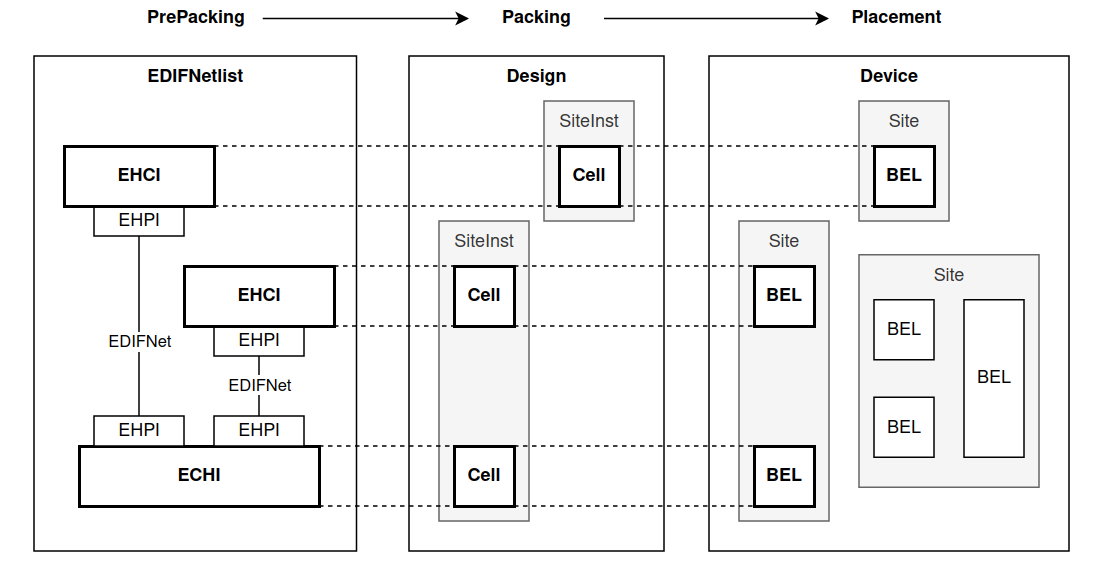 PrePacking
Packing
Placement
EDIFNetlist
EHCI
EHPI
EHCI
EHPI
EDIFNet
EDIFNet
EHPI
EHPI
ECHI
Design
SiteInst
Cell
SiteInst
Cell
Cell
Device
Site
BEL
Site
BEL
BEL
Site
BEL
BEL
BEL